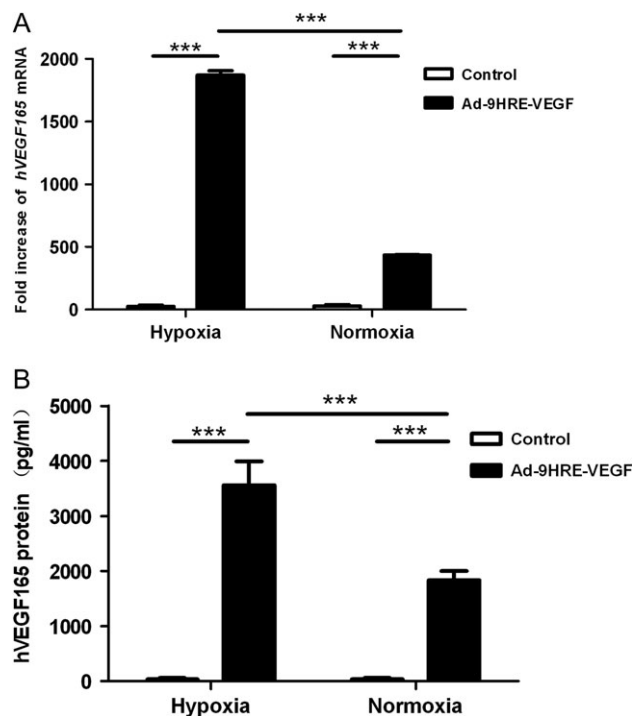 A
***
***
***
2000
1500
1000
500
0
Fold increase of hVEGF165 mRNA
Control
Ad-9HRE-VEGF
Hypoxia
Normoxia
B
***
***
***
5000
4000
3000
2000
1000
0
hVEGF165 protein（pg/ml）
Control
Ad-9HRE-VEGF
Hypoxia
Normoxia